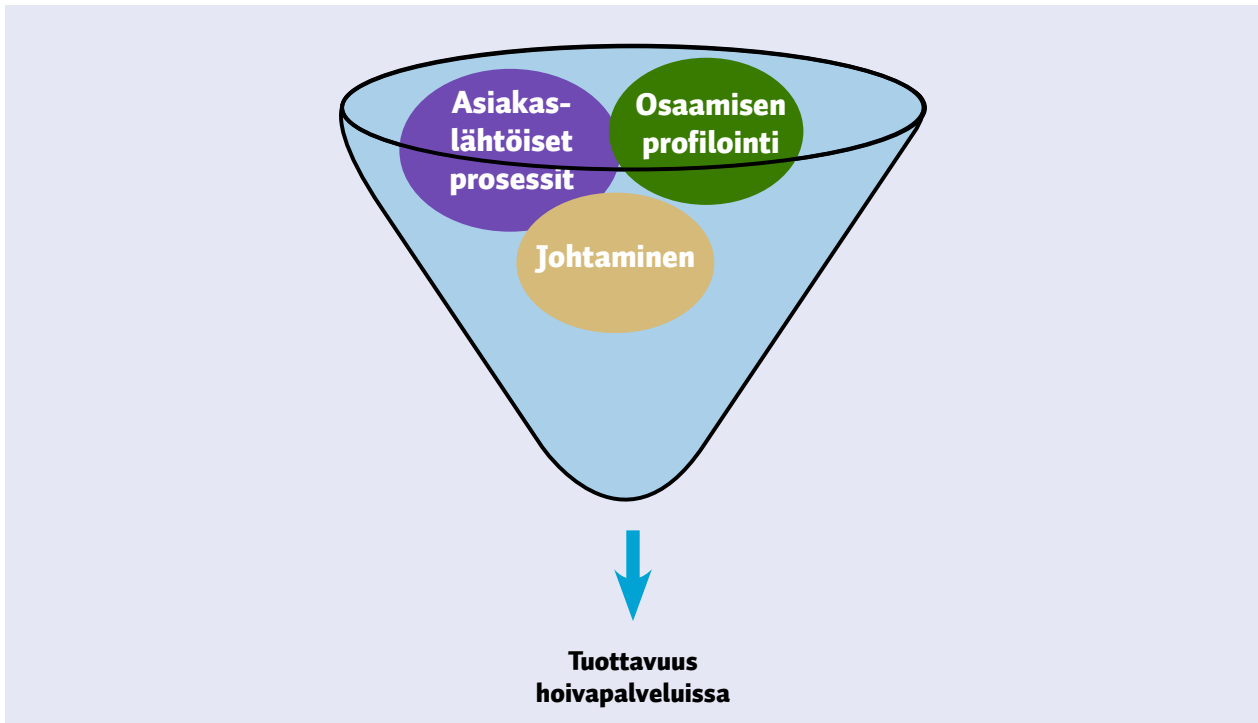 Asiakas-
lähtöiset
prosessit
Osaamisen
profilointi
Johtaminen
Tuottavuus
hoivapalveluissa